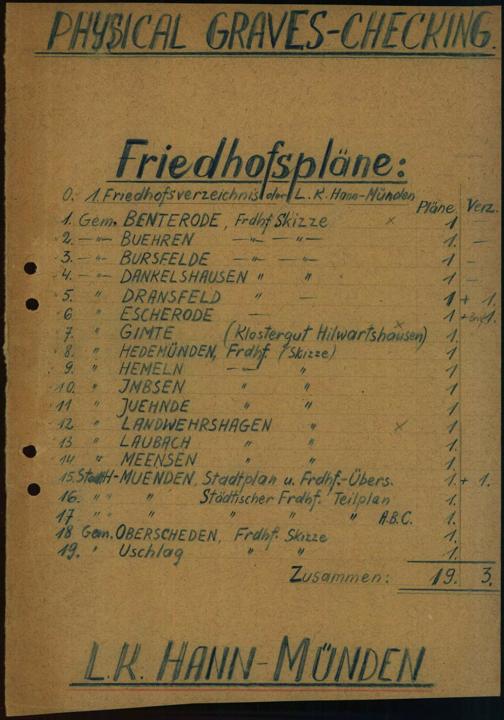 PHYSICAL GRAVES-CHECKING.
Friedhofspläne:
0. 1. Friedhofsverzeichnis der L.K. Hann-Münden
Pläne Verz.
1. Gem. BENTERODE, Frdhf Skizze x 1 —
2. -"- BUEHREN -"- -"- 1. —
3. -"- BURSFELDE -"- -"- 1. —
4. -"- DANKELSHAUSEN " " 1. —
5. " DRANSFELD " — 1 + 1.
6 " ESCHERODE — — 1 + 1.
7. " GIMTE (Klostergut Hilwartshausen) x 1.
8. " HEDEMÜNDEN, Frdhf (Skizze) 1.
9. " HEMELN —"— " 1.
10. " JMBSEN " " 1.
11 " JUEHNDE " " 1.
12 " LANDWEHRSHAGEN " x 1.
13 " LAUBACH " " 1.
14 " MEENSEN " " 1.
15. Stadt H-MUENDEN, Stadtplan u. Frdhf.-Übers. 1. + 1.
16. " " Städtischer Frdhf. Teilplan 1.
17 " " " " " A.B.C. 1.
18 Gem. OBERSCHEDEN, Frdhf. Skizze 1.
19. " Uschlag " " 1.
Zusammen: 19. 3.
L.K. HANN-MÜNDEN